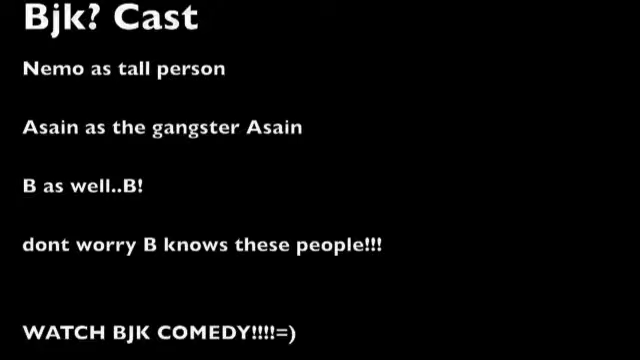 Bjk? Cast
Nemo as tall person
Asain as the gangster Asain
B as well..B!
dont worry B knows these people!!!
WATCH BJK COMEDY!!!!=)